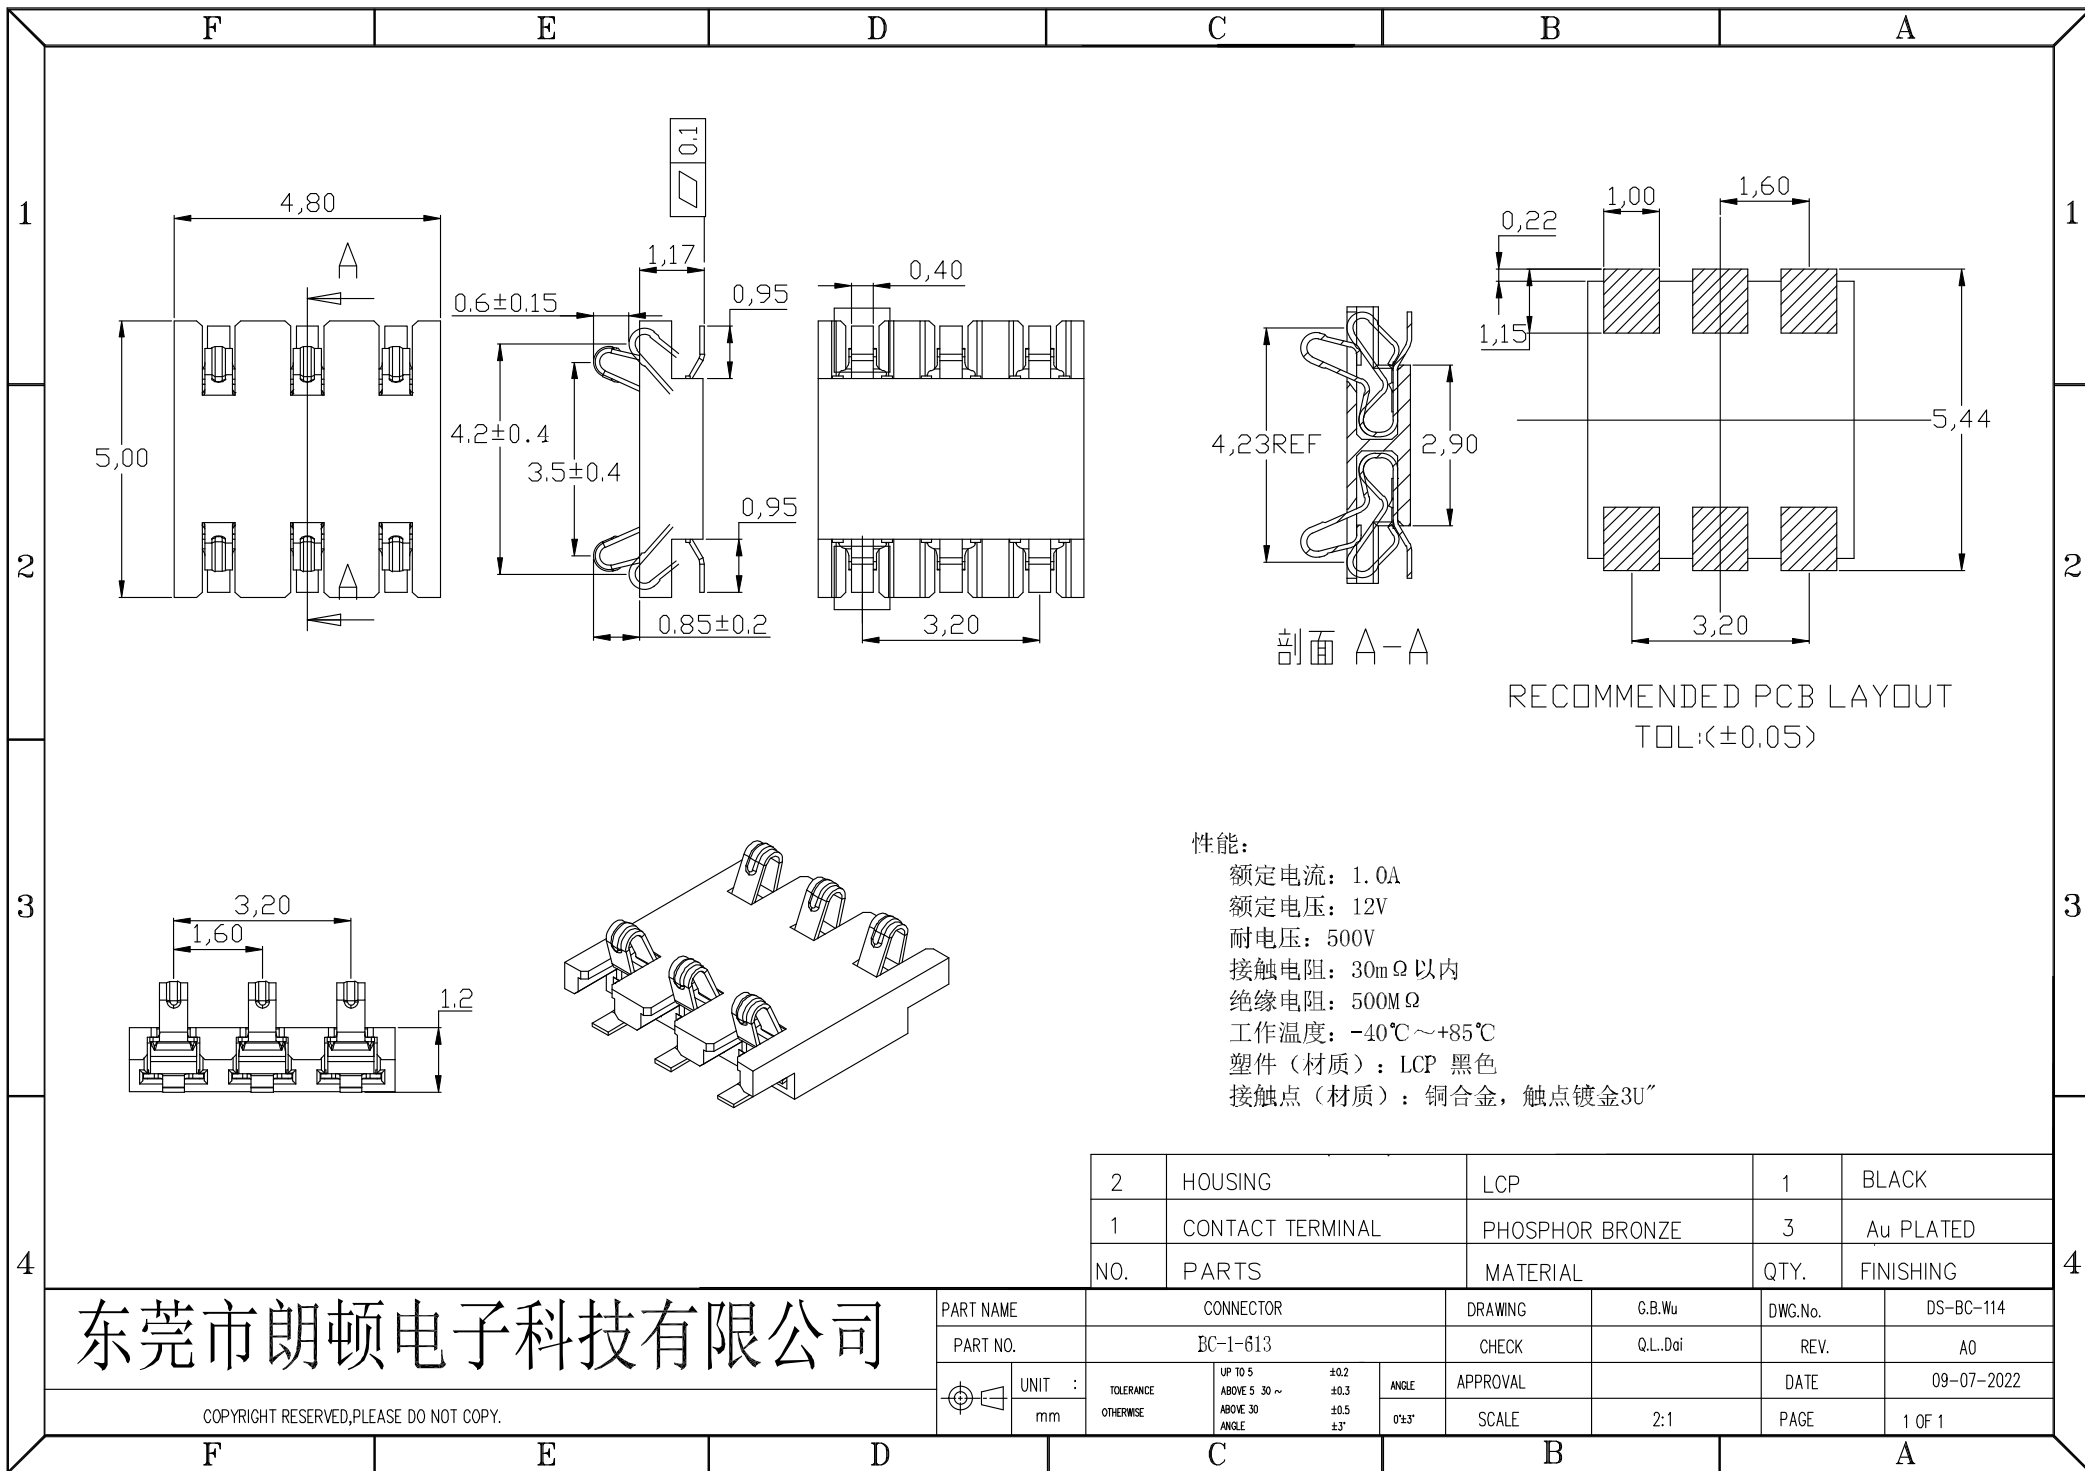 F E D C B A
1
2
3
4
1
2
3
4
4,80
A
A
5,00
0.1
1,17
0.6±0.15
0,95
4.2±0.4
3.5±0.4
0,95
0.85±0.2
0,40
3,20
4,23REF
2,90
剖面 A-A
1,00
1,60
0,22
1,15
5,44
3,20
RECOMMENDED PCB LAYOUT
TOL:(±0.05)
3,20
1,60
1.2
性能：
额定电流：1.0A
额定电压：12V
耐电压：500V
接触电阻：30mΩ以内
绝缘电阻：500MΩ
工作温度：-40℃～+85℃
塑件（材质）：LCP 黑色
接触点（材质）：铜合金，触点镀金3U″
2 HOUSING LCP 1 BLACK
1 CONTACT TERMINAL PHOSPHOR BRONZE 3 Au PLATED
NO. PARTS MATERIAL QTY. FINISHING
东莞市朗顿电子科技有限公司
COPYRIGHT RESERVED,PLEASE DO NOT COPY.
PART NAME CONNECTOR DRAWING G.B.Wu DWG.No. DS-BC-114
PART NO. BC-1-613 CHECK Q.L..Dai REV. A0
UNIT : mm
TOLERANCE OTHERWISE
UP TO 5 ±0.2
ABOVE 5 30 ~ ±0.3
ABOVE 30 ±0.5
ANGLE ±3°
ANGLE
0°±3°
APPROVAL DATE 09-07-2022
SCALE 2:1 PAGE 1 OF 1
F E D C B A